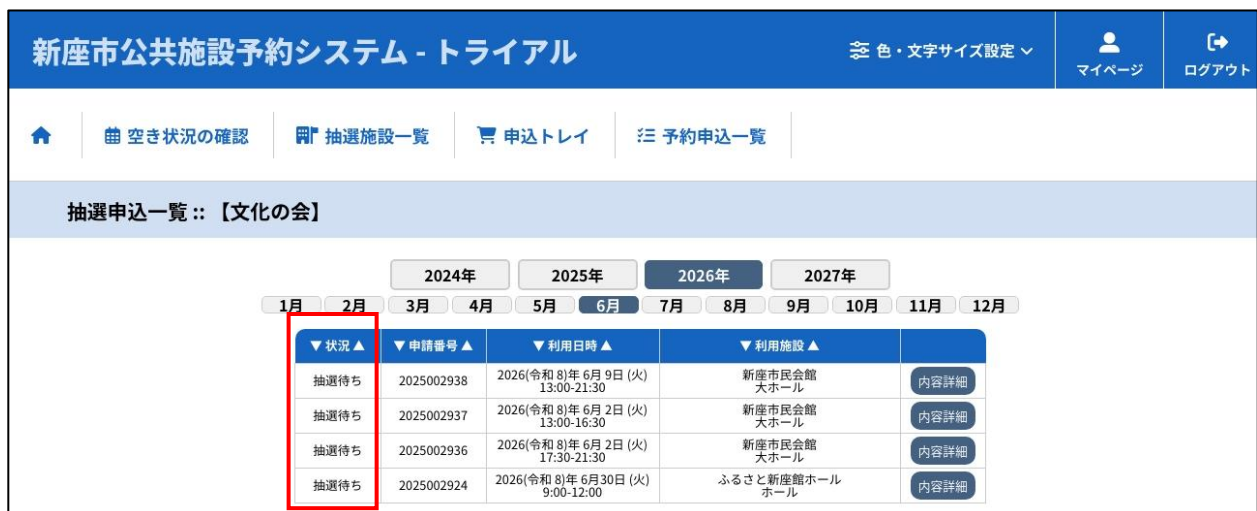 新座市公共施設予約システム - トライアル
色・文字サイズ設定
マイページ
ログアウト
空き状況の確認
抽選施設一覧
申込トレイ
予約申込一覧
抽選申込一覧 :: 【文化の会】
2024年 2025年 2026年 2027年
1月 2月 3月 4月 5月 6月 7月 8月 9月 10月 11月 12月
▼状況▲ ▼申請番号▲ ▼利用日時▲ ▼利用施設▲
抽選待ち 2025002938 2026(令和 8)年 6月 9日 (火) 新座市民会館 内容詳細
13:00-21:30 大ホール
抽選待ち 2025002937 2026(令和 8)年 6月 2日 (火) 新座市民会館 内容詳細
13:00-16:30 大ホール
抽選待ち 2025002936 2026(令和 8)年 6月 2日 (火) 新座市民会館 内容詳細
17:30-21:30 大ホール
抽選待ち 2025002924 2026(令和 8)年 6月30日 (火) ふるさと新座館ホール 内容詳細
9:00-12:00 ホール